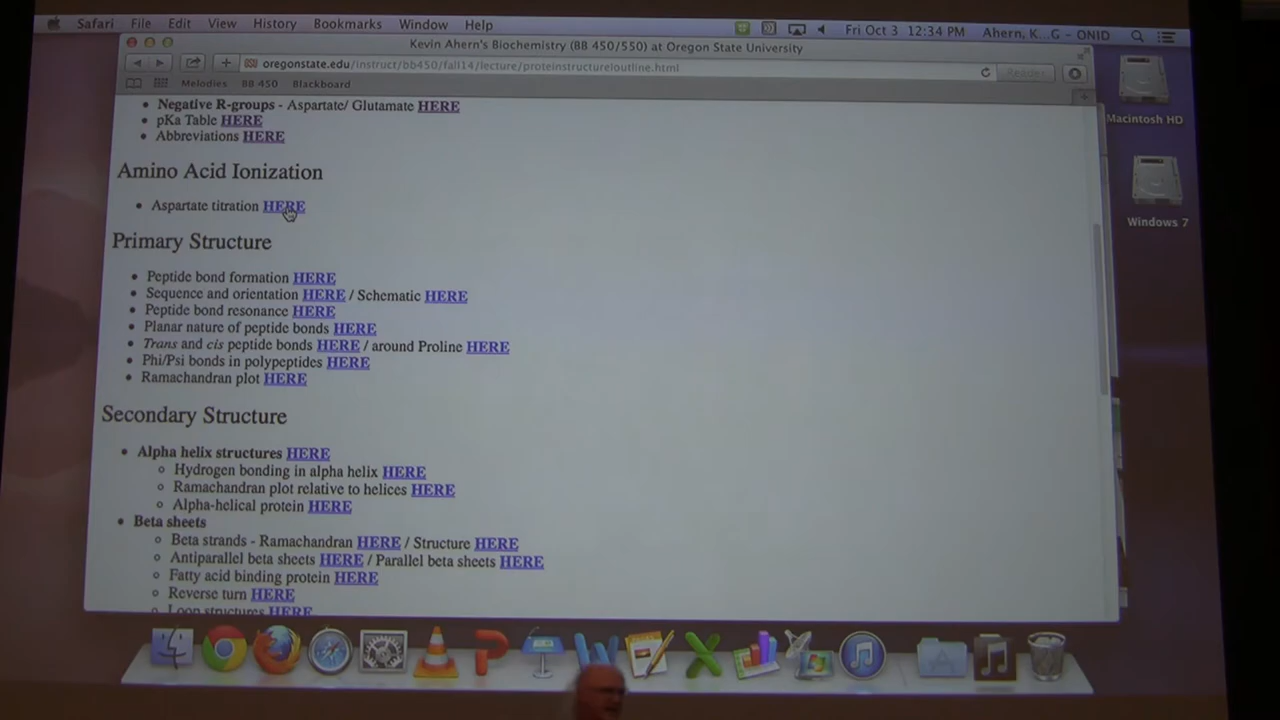 Safari File Edit View History Bookmarks Window Help Fri Oct 3 12:34 PM Ahern, K...G - ONID
Kevin Ahern's Biochemistry (BB 450/550) at Oregon State University
oregonstate.edu/instruct/bb450/fall14/lecture/proteinstructureIoutline.html
Reader
Melodies BB 450 Blackboard
• Negative R-groups - Aspartate/ Glutamate HERE
• pKa Table HERE
• Abbreviations HERE
Amino Acid Ionization
• Aspartate titration HERE
Primary Structure
• Peptide bond formation HERE
• Sequence and orientation HERE / Schematic HERE
• Peptide bond resonance HERE
• Planar nature of peptide bonds HERE
• Trans and cis peptide bonds HERE / around Proline HERE
• Phi/Psi bonds in polypeptides HERE
• Ramachandran plot HERE
Secondary Structure
• Alpha helix structures HERE
Hydrogen bonding in alpha helix HERE
Ramachandran plot relative to helices HERE
Alpha-helical protein HERE
• Beta sheets
Beta strands - Ramachandran HERE / Structure HERE
Antiparallel beta sheets HERE / Parallel beta sheets HERE
Fatty acid binding protein HERE
Reverse turn HERE
Loop structures HERE
Macintosh HD
Windows 7